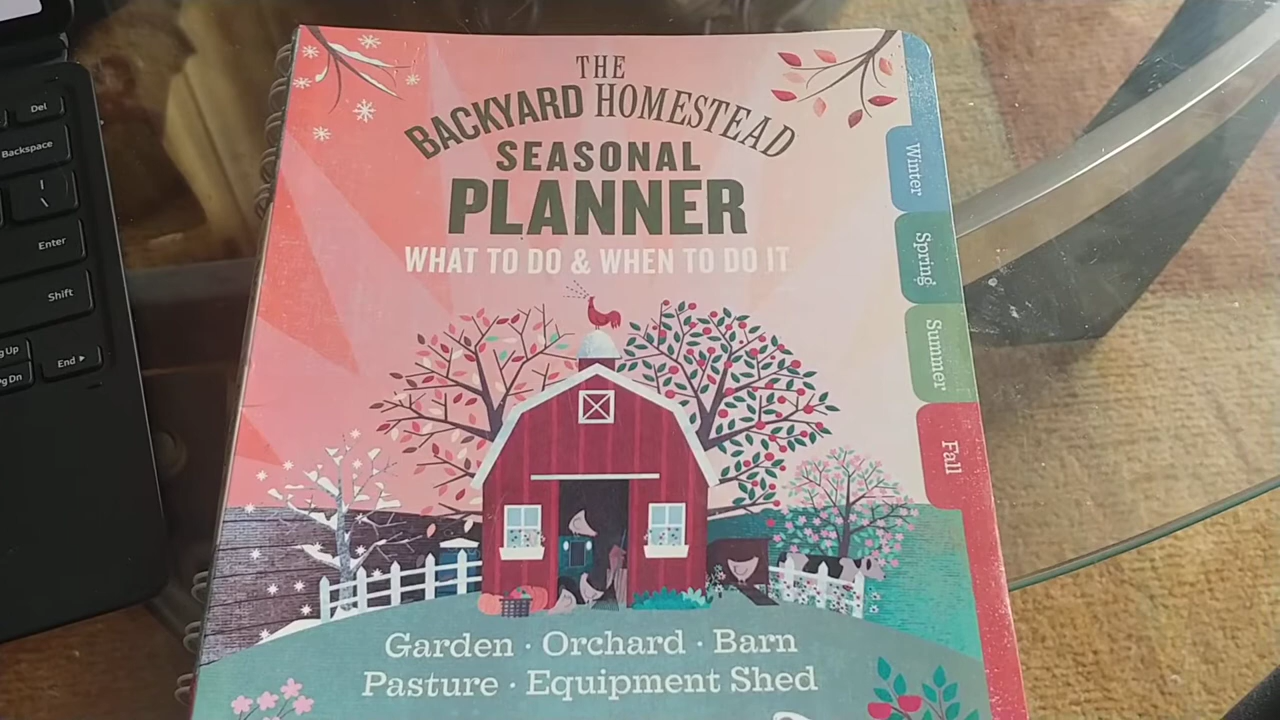 THE
BACKYARD HOMESTEAD
SEASONAL
PLANNER
WHAT TO DO & WHEN TO DO IT
Garden · Orchard · Barn
Pasture · Equipment Shed
Winter
Spring
Summer
Fall
Del
Backspace
\
Enter
Shift
End